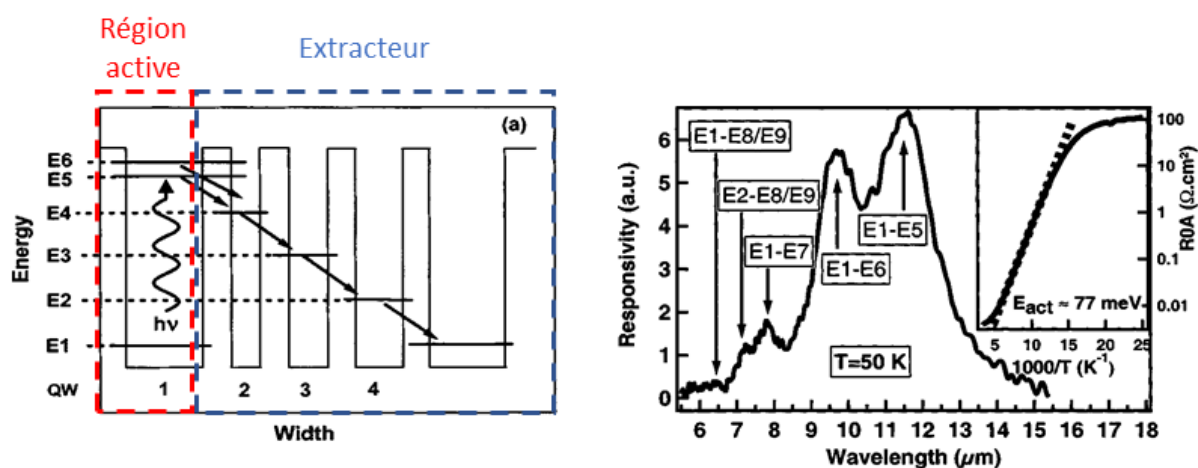 Région
active
Extracteur
(a)
E6
E5
E4
E3
E2
E1
Energy
hν
QW 1 2 3 4
Width
Responsivity (a.u.)
6
5
4
3
2
1
0
E1-E8/E9
E2-E8/E9
E1-E7
E1-E6
E1-E5
T=50 K
6 7 8 9 10 11 12 13 14 15 16 17 18
Wavelength (µm)
E_act ≈ 77 meV
5 10 15 20 25
1000/T (K⁻¹)
100
10
1
0.1
0.01
R0A (Ω.cm²)